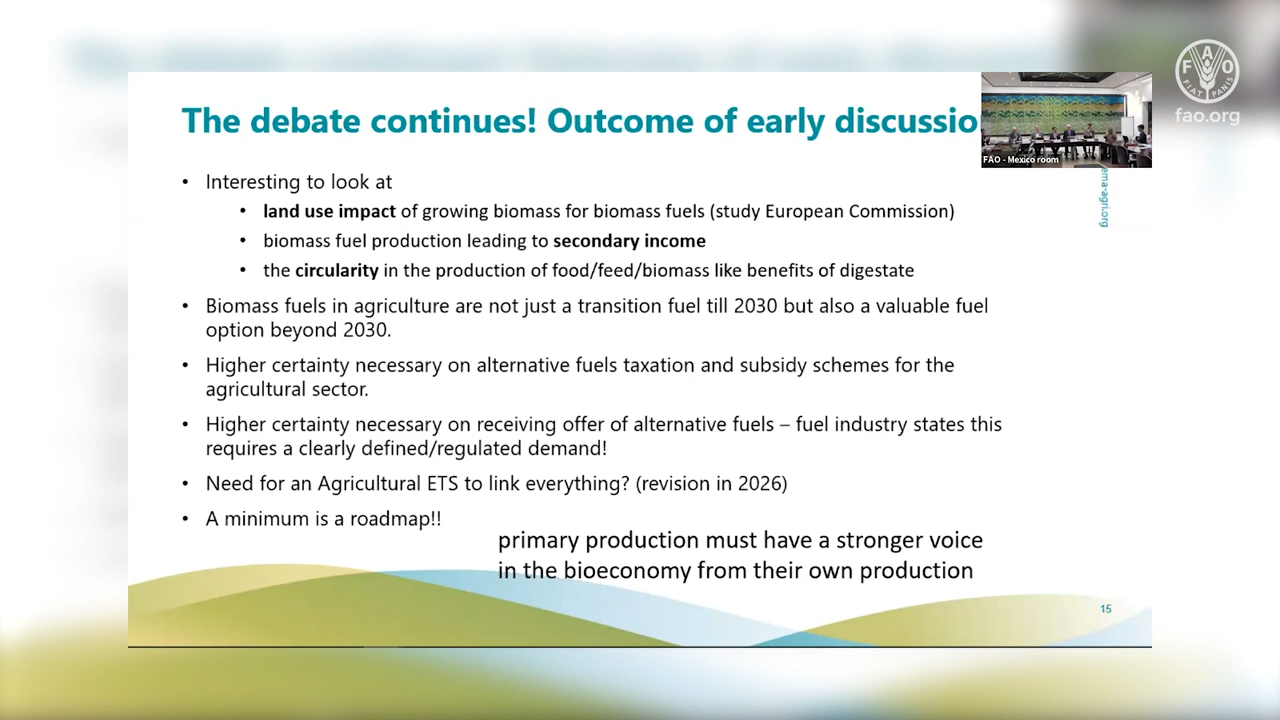 The debate continues! Outcome of early discussio
• Interesting to look at
• land use impact of growing biomass for biomass fuels (study European Commission)
• biomass fuel production leading to secondary income
• the circularity in the production of food/feed/biomass like benefits of digestate
• Biomass fuels in agriculture are not just a transition fuel till 2030 but also a valuable fuel
option beyond 2030.
• Higher certainty necessary on alternative fuels taxation and subsidy schemes for the
agricultural sector.
• Higher certainty necessary on receiving offer of alternative fuels – fuel industry states this
requires a clearly defined/regulated demand!
• Need for an Agricultural ETS to link everything? (revision in 2026)
• A minimum is a roadmap!!
primary production must have a stronger voice
in the bioeconomy from their own production
15
FAO - Mexico room
ema-agri.org
F A O
FIAT PANIS
fao.org